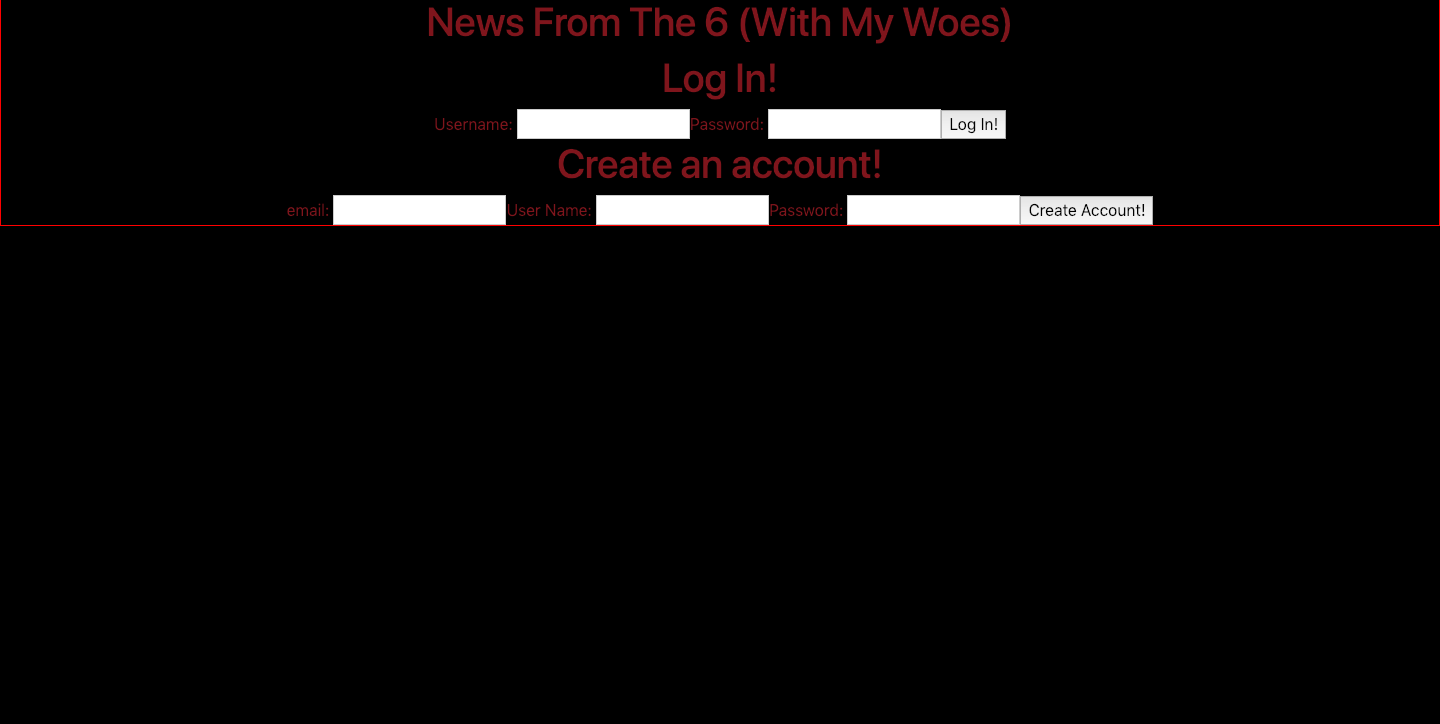 News From The 6 (With My Woes)
Log In!
Username: Password: Log In!
Create an account!
email: User Name: Password: Create Account!